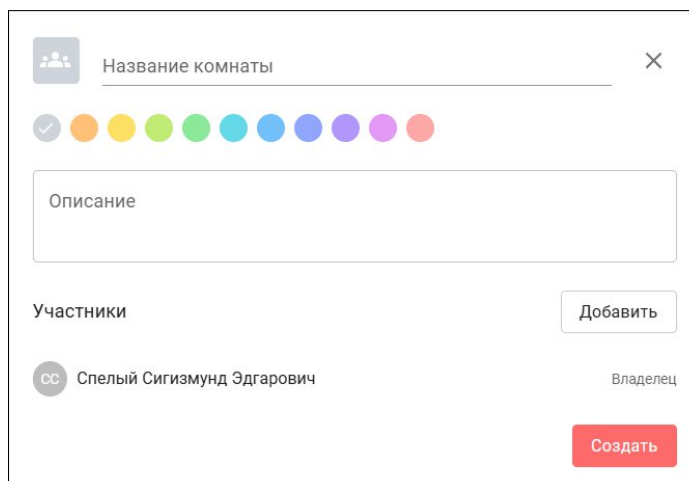 Название комнаты
Описание
Участники
Добавить
СС Спелый Сигизмунд Эдгарович
Владелец
Создать